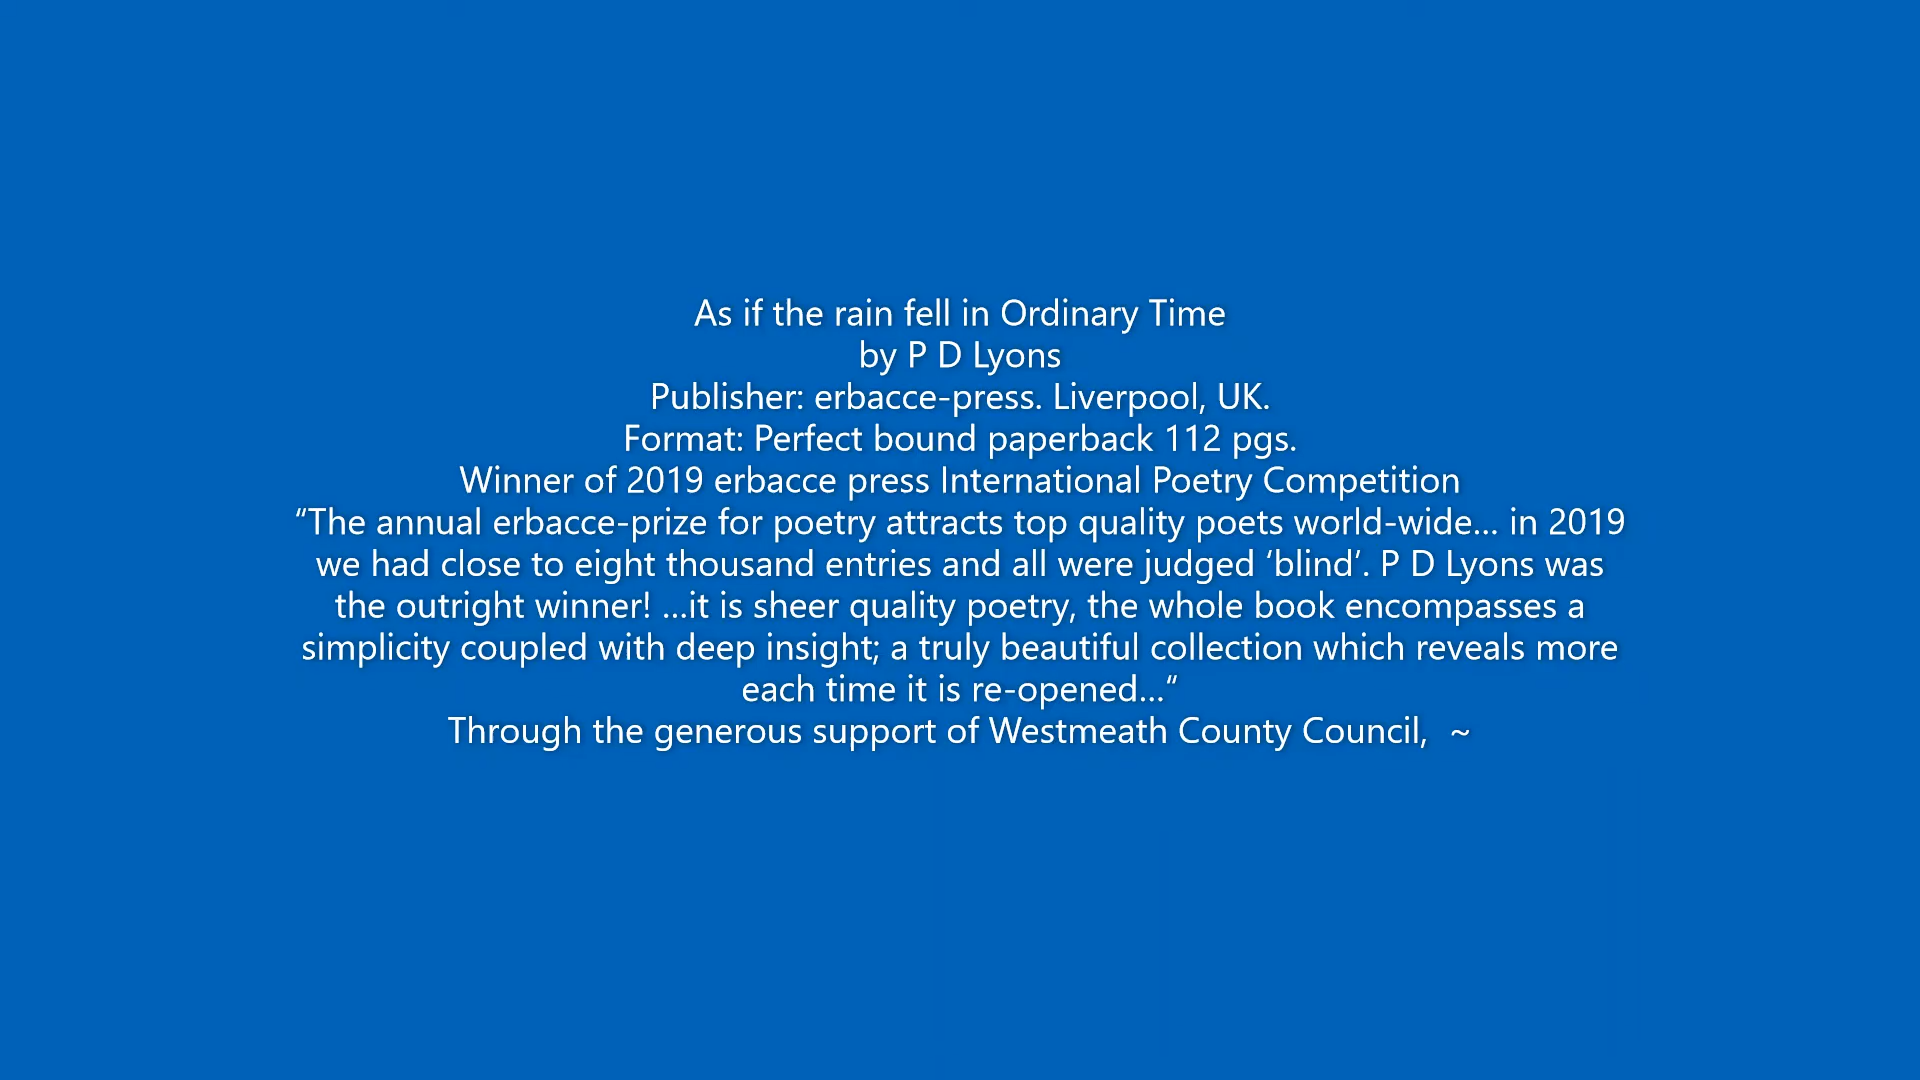 As if the rain fell in Ordinary Time
by P D Lyons
Publisher: erbacce-press. Liverpool, UK.
Format: Perfect bound paperback 112 pgs.
Winner of 2019 erbacce press International Poetry Competition
“The annual erbacce-prize for poetry attracts top quality poets world-wide… in 2019
we had close to eight thousand entries and all were judged ‘blind’. P D Lyons was
the outright winner! …it is sheer quality poetry, the whole book encompasses a
simplicity coupled with deep insight; a truly beautiful collection which reveals more
each time it is re-opened…“
Through the generous support of Westmeath County Council,  ~